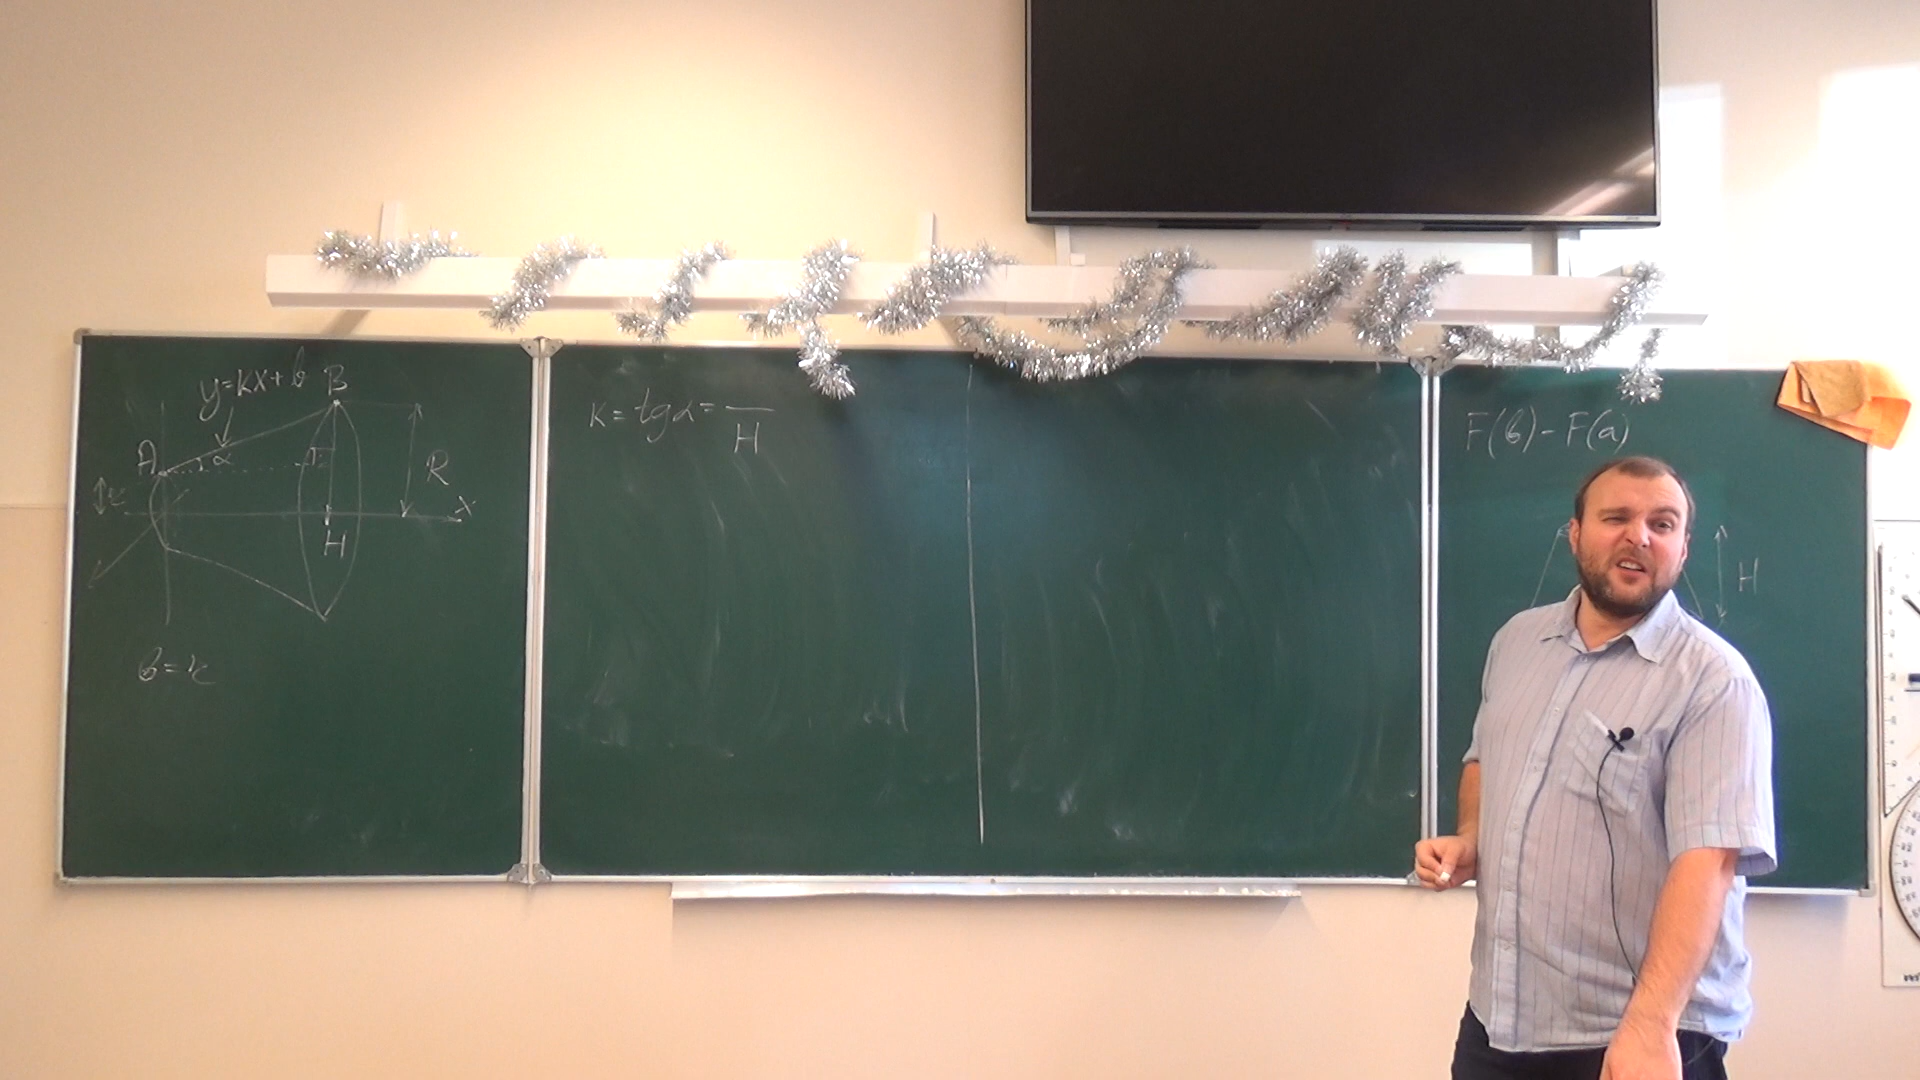 y=kx+b
B
A
α
r
R
x
H
b=r
k=tgα=
H
F(b)-F(a)
H